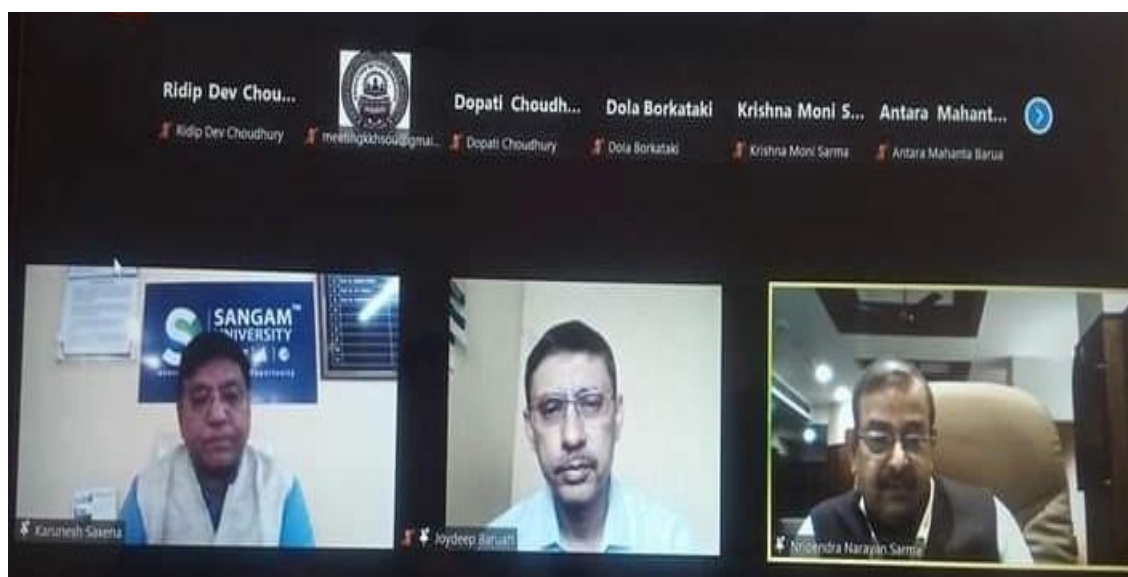 Ridip Dev Chou...
Dopati Choudh...
Dola Borkataki
Krishna Moni S...
Antara Mahant...
Ridip Dev Choudhury
meetingkkhsou@gmai...
Dopati Choudhury
Dola Borkataki
Krishna Moni Sarma
Antara Mahanta Barua
SANGAM
UNIVERSITY
Karunesh Saxena
Joydeep Baruah
Nripendra Narayan Sarma